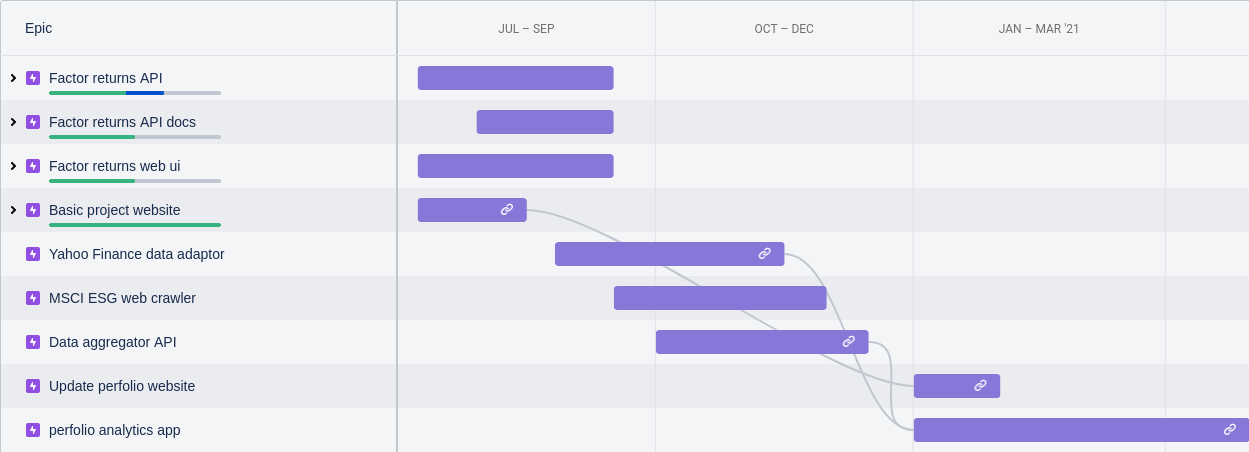 Epic
JUL – SEP
OCT – DEC
JAN – MAR '21
Factor returns API
Factor returns API docs
Factor returns web ui
Basic project website
Yahoo Finance data adaptor
MSCI ESG web crawler
Data aggregator API
Update perfolio website
perfolio analytics app